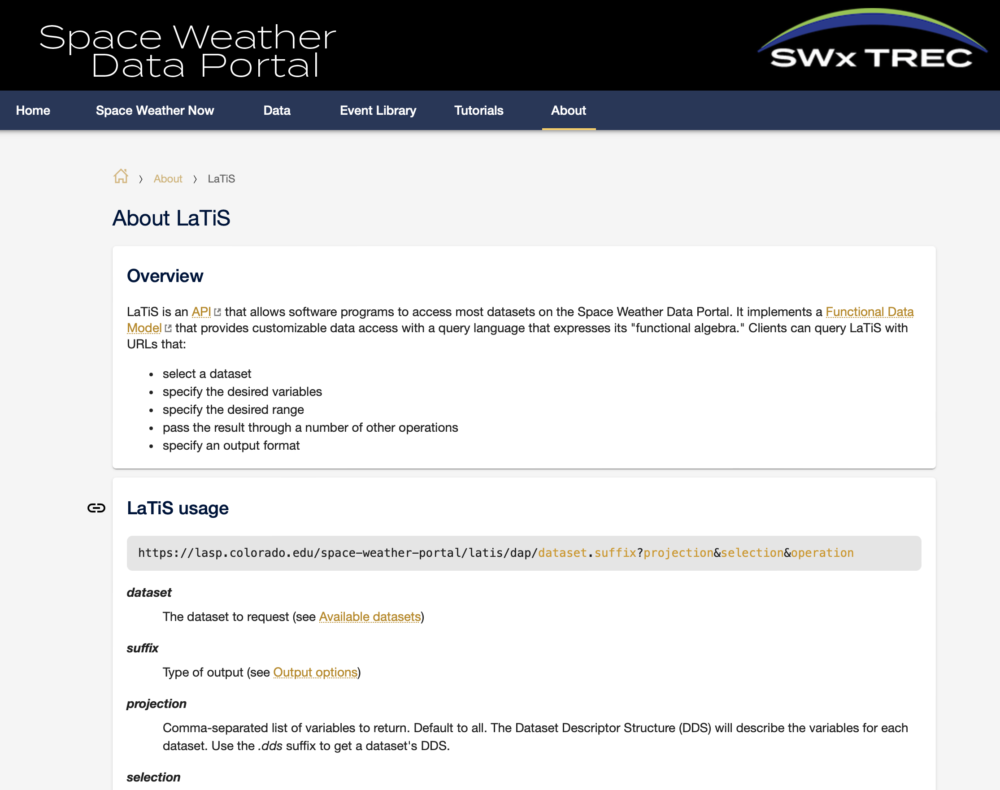 Space Weather
Data Portal
SWx TREC
Home Space Weather Now Data Event Library Tutorials About
About > LaTiS
About LaTiS
Overview
LaTiS is an API that allows software programs to access most datasets on the Space Weather Data Portal. It implements a Functional Data
Model that provides customizable data access with a query language that expresses its "functional algebra." Clients can query LaTiS with
URLs that:
• select a dataset
• specify the desired variables
• specify the desired range
• pass the result through a number of other operations
• specify an output format
LaTiS usage
https://lasp.colorado.edu/space-weather-portal/latis/dap/dataset.suffix?projection&selection&operation
dataset
The dataset to request (see Available datasets)
suffix
Type of output (see Output options)
projection
Comma-separated list of variables to return. Default to all. The Dataset Descriptor Structure (DDS) will describe the variables for each
dataset. Use the .dds suffix to get a dataset's DDS.
selection